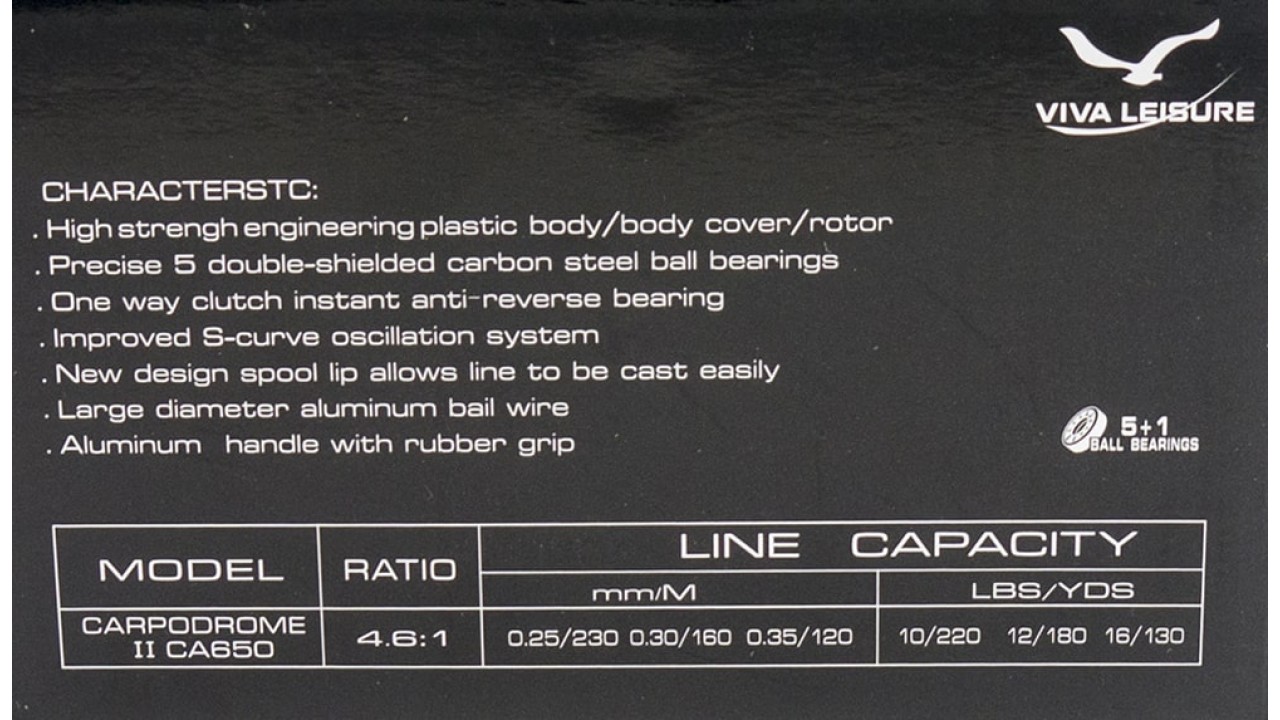 VIVA LEISURE
CHARACTERSTC:
. High strengh engineering plastic body/body cover/rotor
. Precise 5 double-shielded carbon steel ball bearings
. One way clutch instant anti-reverse bearing
. Improved S-curve oscillation system
. New design spool lip allows line to be cast easily
. Large diameter aluminum bail wire
. Aluminum handle with rubber grip
5+1
BALL BEARINGS
MODEL RATIO LINE CAPACITY
mm/M LBS/YDS
CARPODROME
II CA650 4.6:1 0.25/230 0.30/160 0.35/120 10/220 12/180 16/130